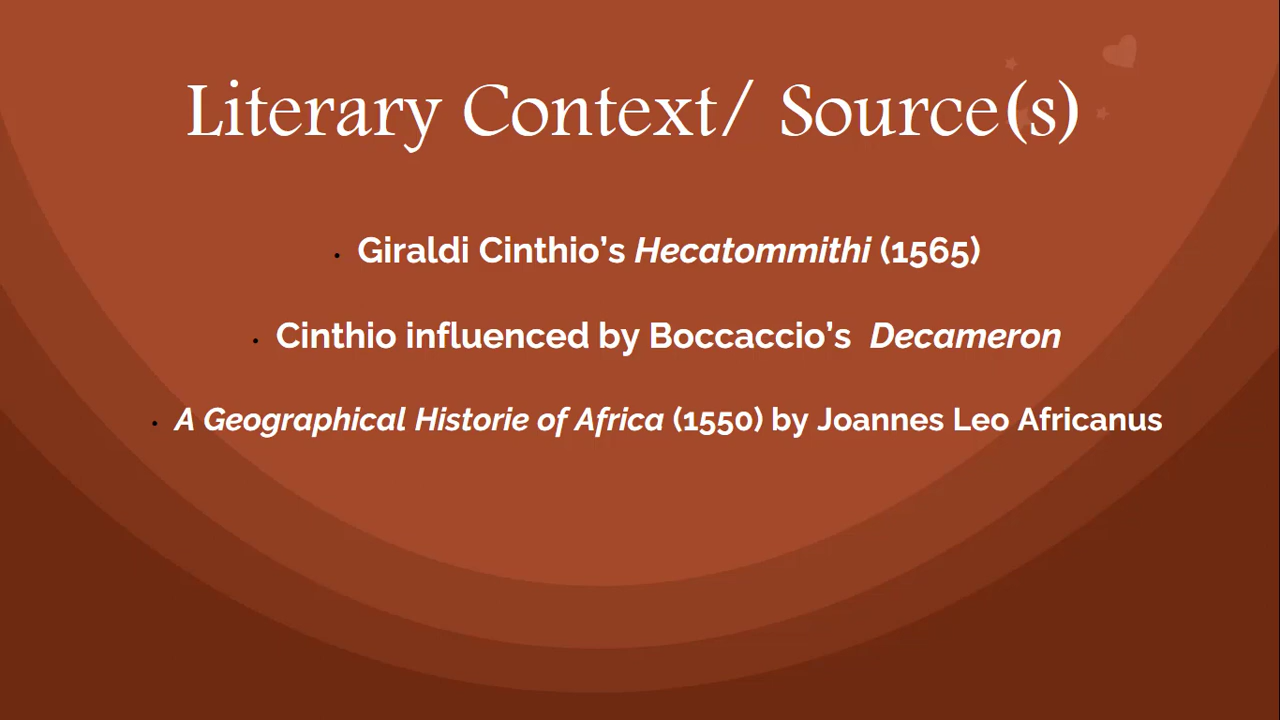 Literary Context/ Source(s)
· Giraldi Cinthio’s Hecatommithi (1565)
· Cinthio influenced by Boccaccio’s  Decameron
· A Geographical Historie of Africa (1550) by Joannes Leo Africanus